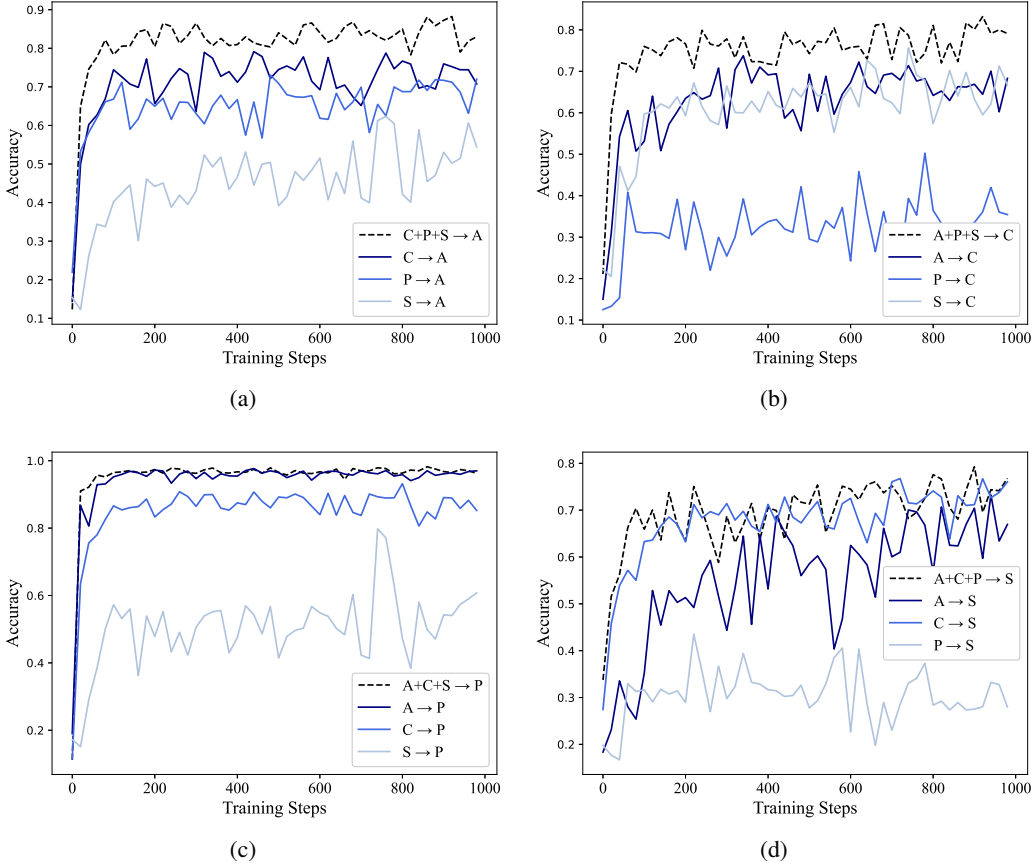 0.9
0.8
0.7
0.6
0.5
0.4
0.3
0.2
0.1
Accuracy
C+P+S → A
C → A
P → A
S → A
0 200 400 600 800 1000
Training Steps
(a)
0.8
0.7
0.6
0.5
0.4
0.3
0.2
0.1
Accuracy
A+P+S → C
A → C
P → C
S → C
0 200 400 600 800 1000
Training Steps
(b)
1.0
0.8
0.6
0.4
0.2
Accuracy
A+C+S → P
A → P
C → P
S → P
0 200 400 600 800 1000
Training Steps
(c)
0.8
0.7
0.6
0.5
0.4
0.3
0.2
Accuracy
A+C+P → S
A → S
C → S
P → S
0 200 400 600 800 1000
Training Steps
(d)